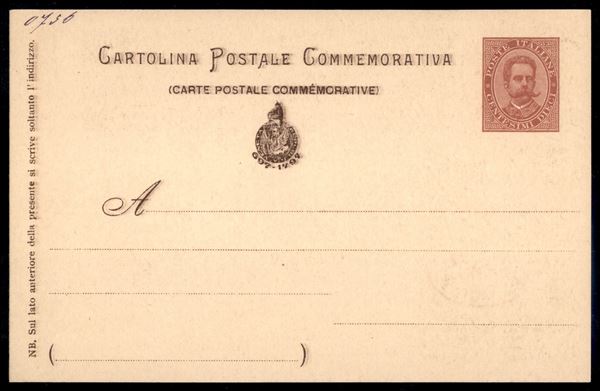 0756
CARTOLINA POSTALE COMMEMORATIVA
(CARTE POSTALE COMMÉMORATIVE)
POSTE ITALIANE
CENTESIMI DIECI
A
( )
NB. Sul lato anteriore della presente si scrive soltanto l'indirizzo.